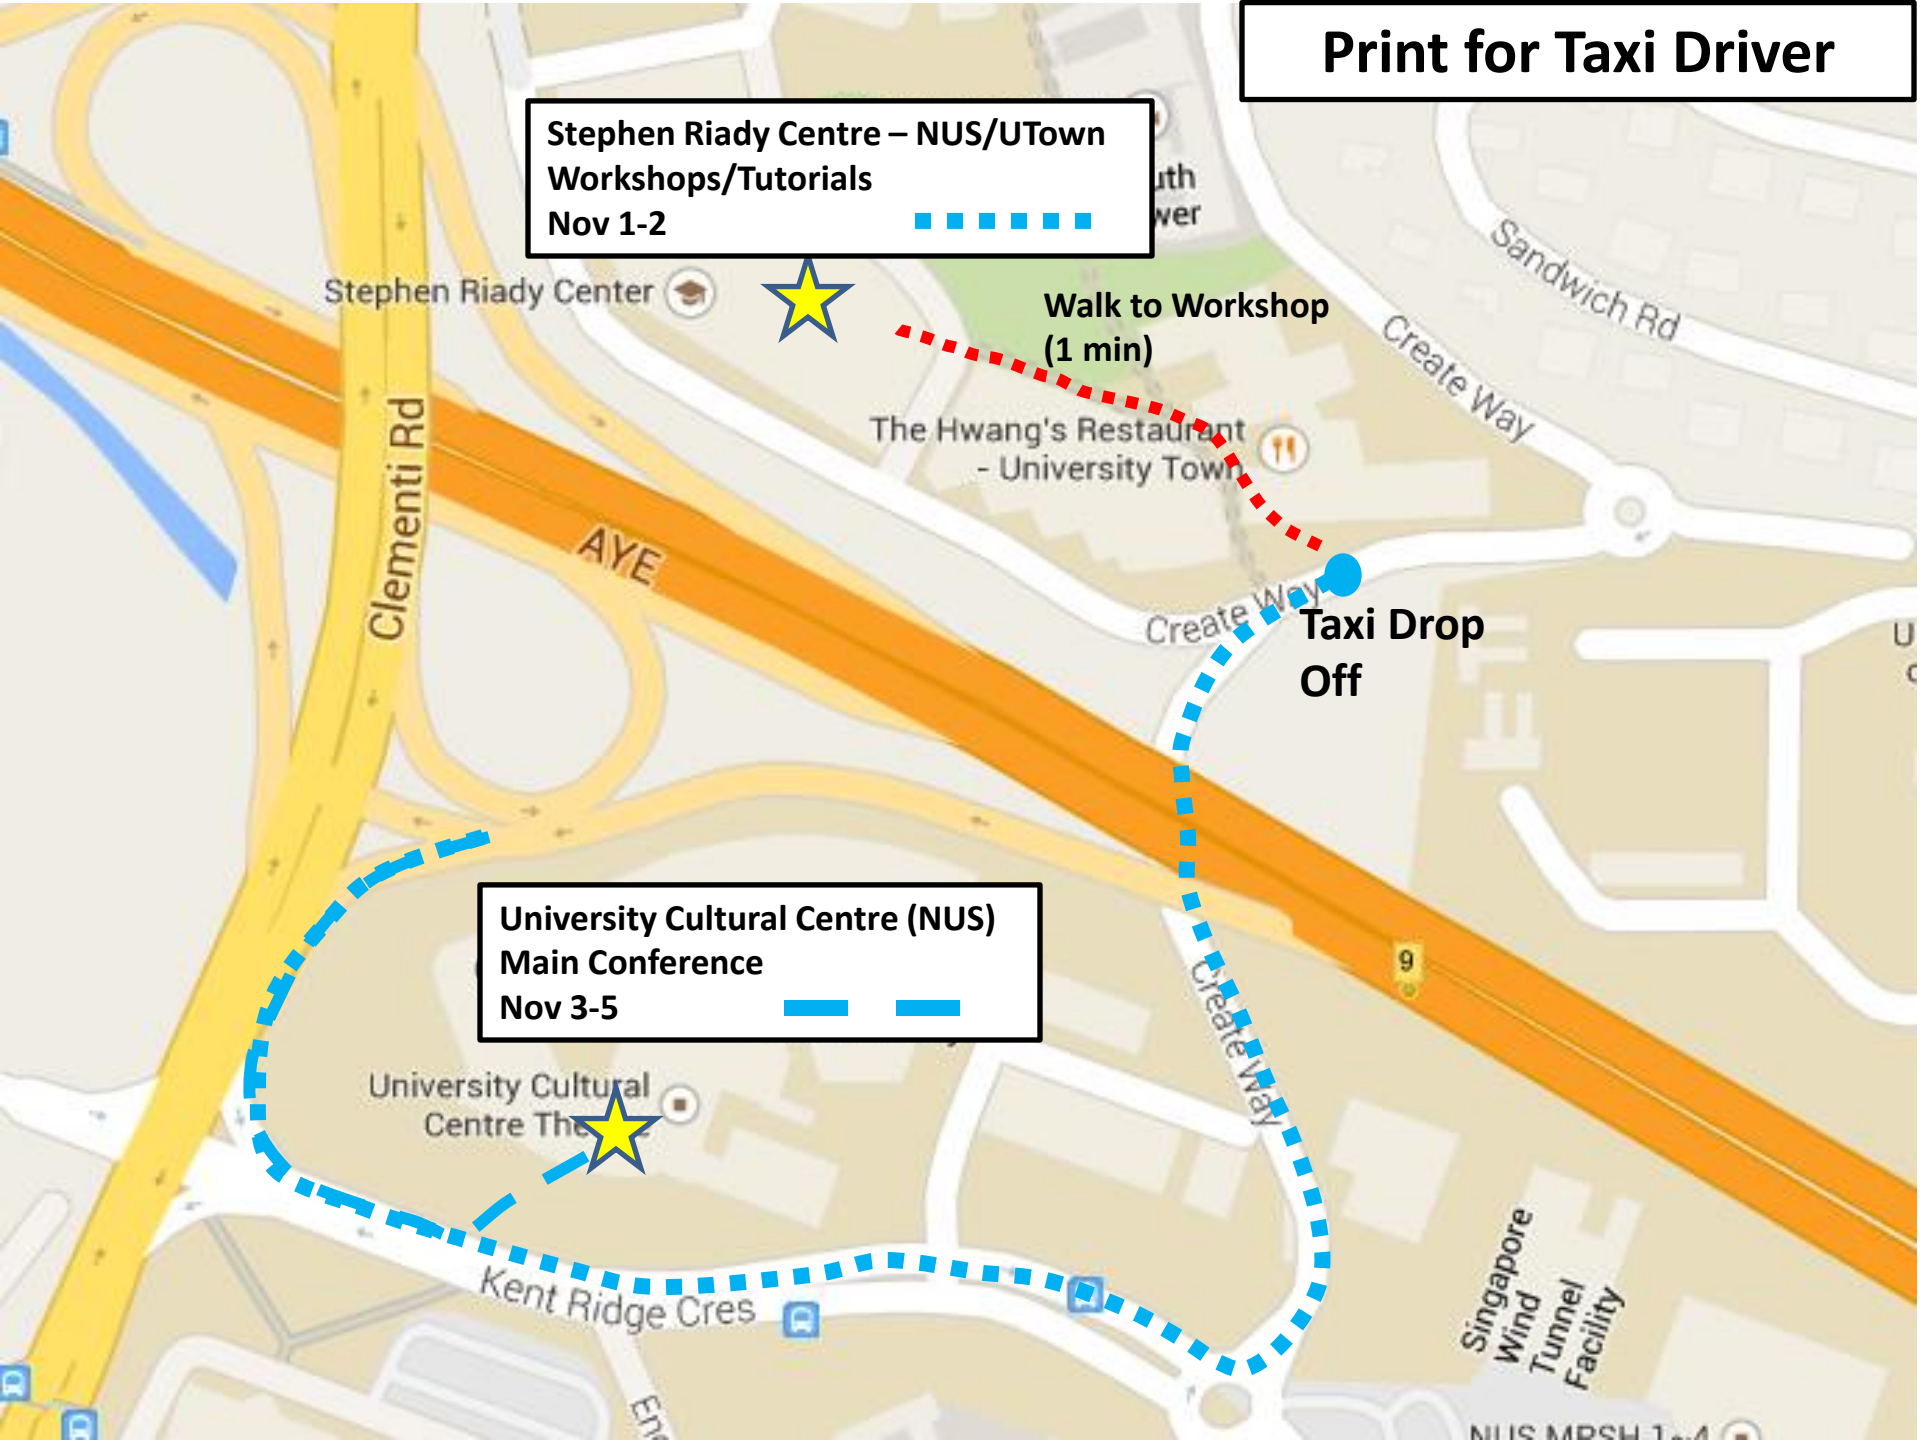 Print for Taxi Driver
Stephen Riady Centre – NUS/UTown
Workshops/Tutorials
Nov 1-2
Stephen Riady Center
Walk to Workshop
(1 min)
Sandwich Rd
Create Way
The Hwang's Restaurant
- University Town
Clementi Rd
AYE
Create Way
Taxi Drop
Off
University Cultural Centre (NUS)
Main Conference
Nov 3-5
9
Create Way
University Cultural
Centre
Kent Ridge Cres
Singapore
Wind
Tunnel
Facility